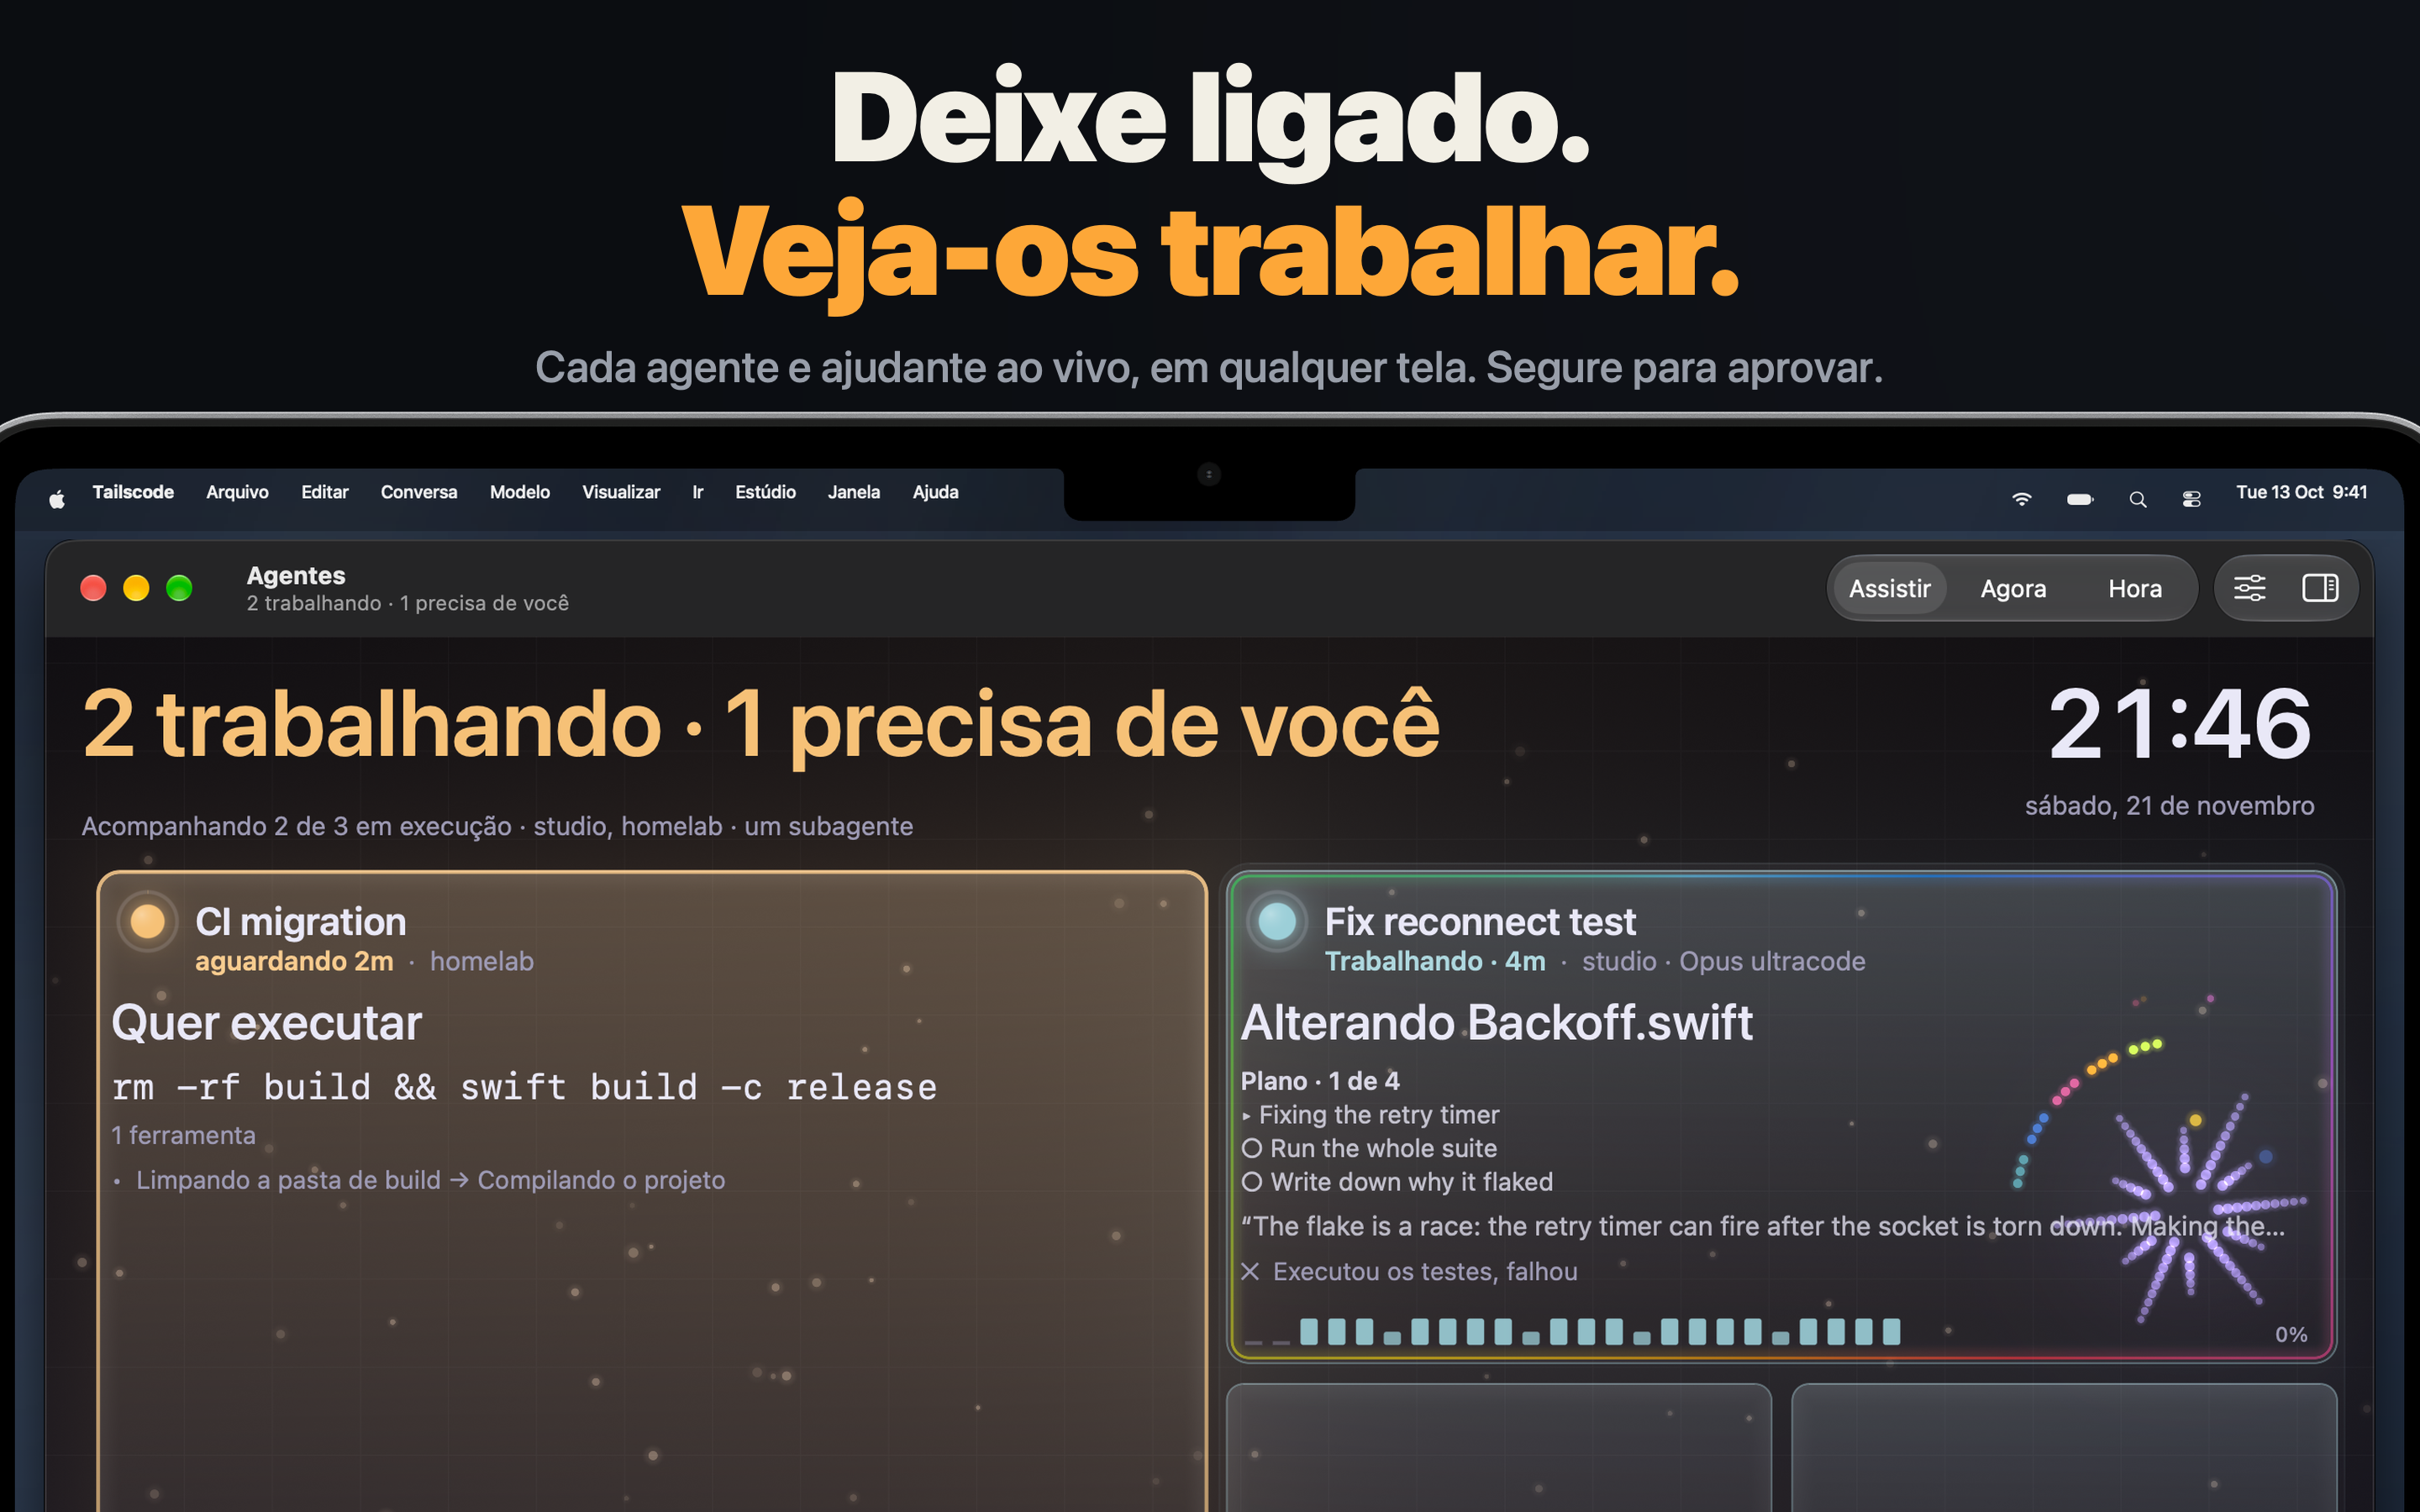 Deixe ligado.
Veja-os trabalhar.
Cada agente e ajudante ao vivo, em qualquer tela. Segure para aprovar.
Tailscode Arquivo Editar Conversa Modelo Visualizar Ir Estúdio Janela Ajuda Tue 13 Oct 9:41
Agentes
2 trabalhando · 1 precisa de você
Assistir Agora Hora
2 trabalhando · 1 precisa de você
21:46
sábado, 21 de novembro
Acompanhando 2 de 3 em execução · studio, homelab · um subagente
CI migration
aguardando 2m · homelab
Quer executar
rm -rf build && swift build -c release
1 ferramenta
• Limpando a pasta de build → Compilando o projeto
Fix reconnect test
Trabalhando · 4m · studio · Opus ultracode
Alterando Backoff.swift
Plano · 1 de 4
▸ Fixing the retry timer
○ Run the whole suite
○ Write down why it flaked
“The flake is a race: the retry timer can fire after the socket is torn down. Making the…
× Executou os testes, falhou
0%